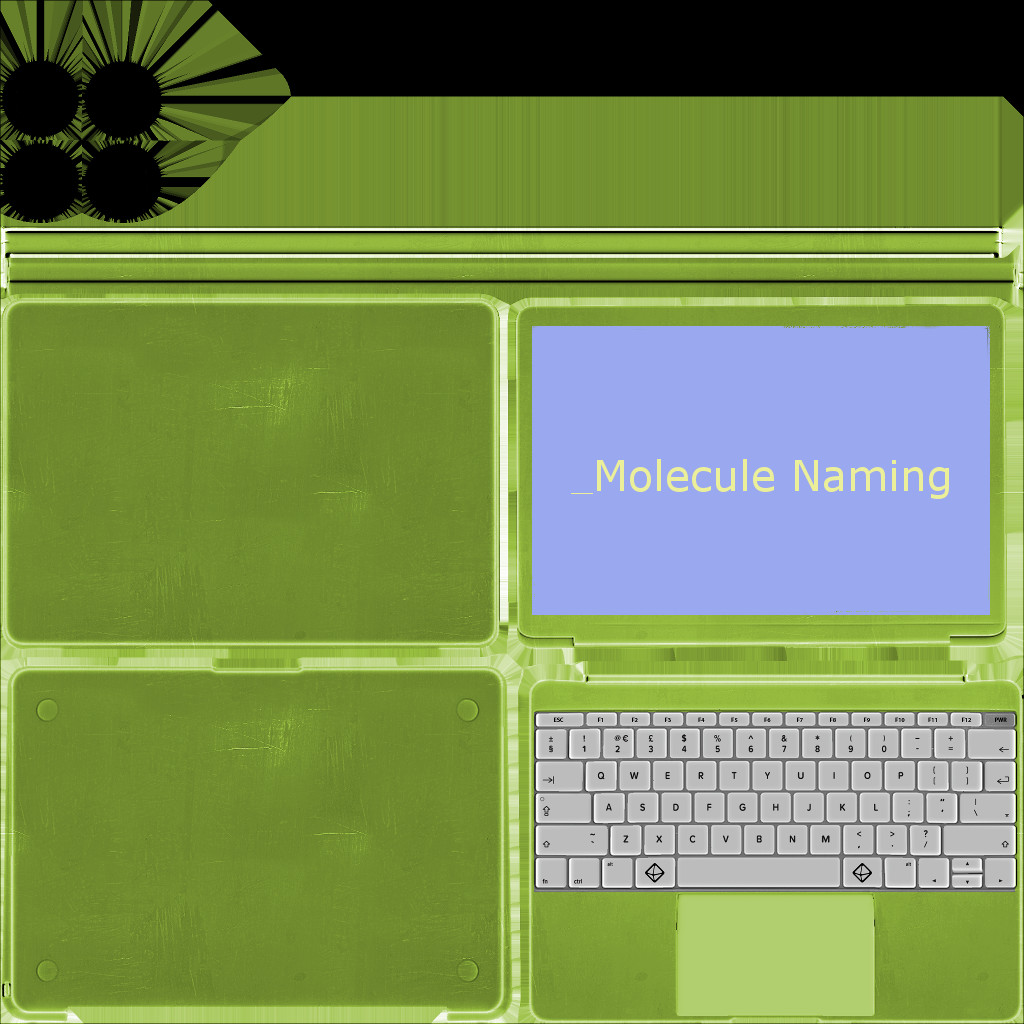 _Molecule Naming
ESC F1 F2 F3 F4 F5 F6 F7 F8 F9 F10 F11 F12 PWR
± ! @ € £ $ % ^ & * ( ) _ +
§ 1 2 3 4 5 6 7 8 9 0 - =
Q W E R T Y U I O P { [ } ]
A S D F G H J K L : ; " ' | \
~ Z X C V B N M < , > . ? /
fn ctrl alt alt